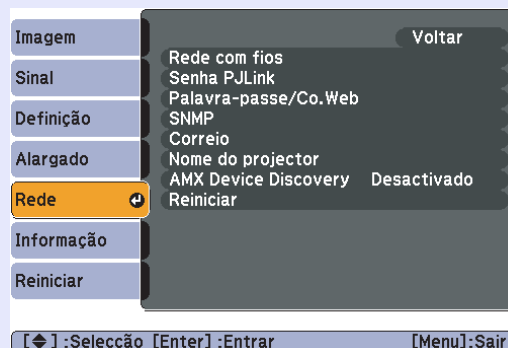 Imagem
Sinal
Definição
Alargado
Rede
Informação
Reiniciar
Voltar
Rede com fios
Senha PJLink
Palavra-passe/Co.Web
SNMP
Correio
Nome do projector
AMX Device Discovery Desactivado
Reiniciar
[◆] :Selecção [Enter] :Entrar [Menu]:Sair